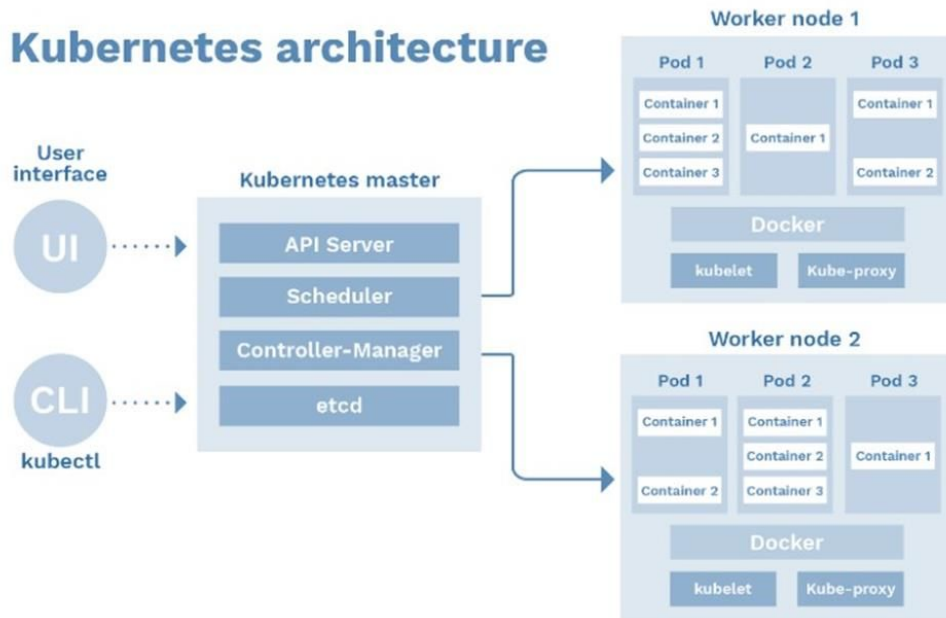 Kubernetes architecture
User
interface
UI
CLI
kubectl
Kubernetes master
API Server
Scheduler
Controller-Manager
etcd
Worker node 1
Pod 1
Container 1
Container 2
Container 3
Pod 2
Container 1
Pod 3
Container 1
Container 2
Docker
kubelet
Kube-proxy
Worker node 2
Pod 1
Container 1
Container 2
Pod 2
Container 1
Container 2
Container 3
Pod 3
Container 1
Docker
kubelet
Kube-proxy